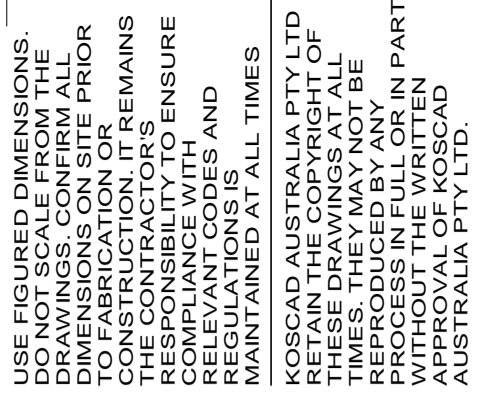 USE FIGURED DIMENSIONS.
DO NOT SCALE FROM THE
DRAWINGS. CONFIRM ALL
DIMENSIONS ON SITE PRIOR
TO FABRICATION OR
CONSTRUCTION. IT REMAINS
THE CONTRACTOR'S
RESPONSIBILITY TO ENSURE
COMPLIANCE WITH
RELEVANT CODES AND
REGULATIONS IS
MAINTAINED AT ALL TIMES
KOSCAD AUSTRALIA PTY LTD
RETAIN THE COPYRIGHT OF
THESE DRAWINGS AT ALL
TIMES. THEY MAY NOT BE
REPRODUCED BY ANY
PROCESS IN FULL OR IN PART
WITHOUT THE WRITTEN
APPROVAL OF KOSCAD
AUSTRALIA PTY LTD.